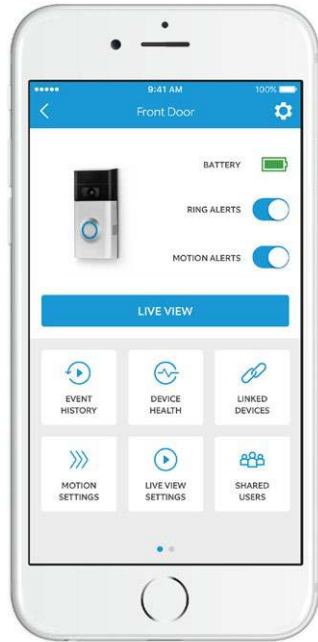 9:41 AM
100%
Front Door
BATTERY
RING ALERTS
MOTION ALERTS
LIVE VIEW
EVENT
HISTORY
DEVICE
HEALTH
LINKED
DEVICES
MOTION
SETTINGS
LIVE VIEW
SETTINGS
SHARED
USERS